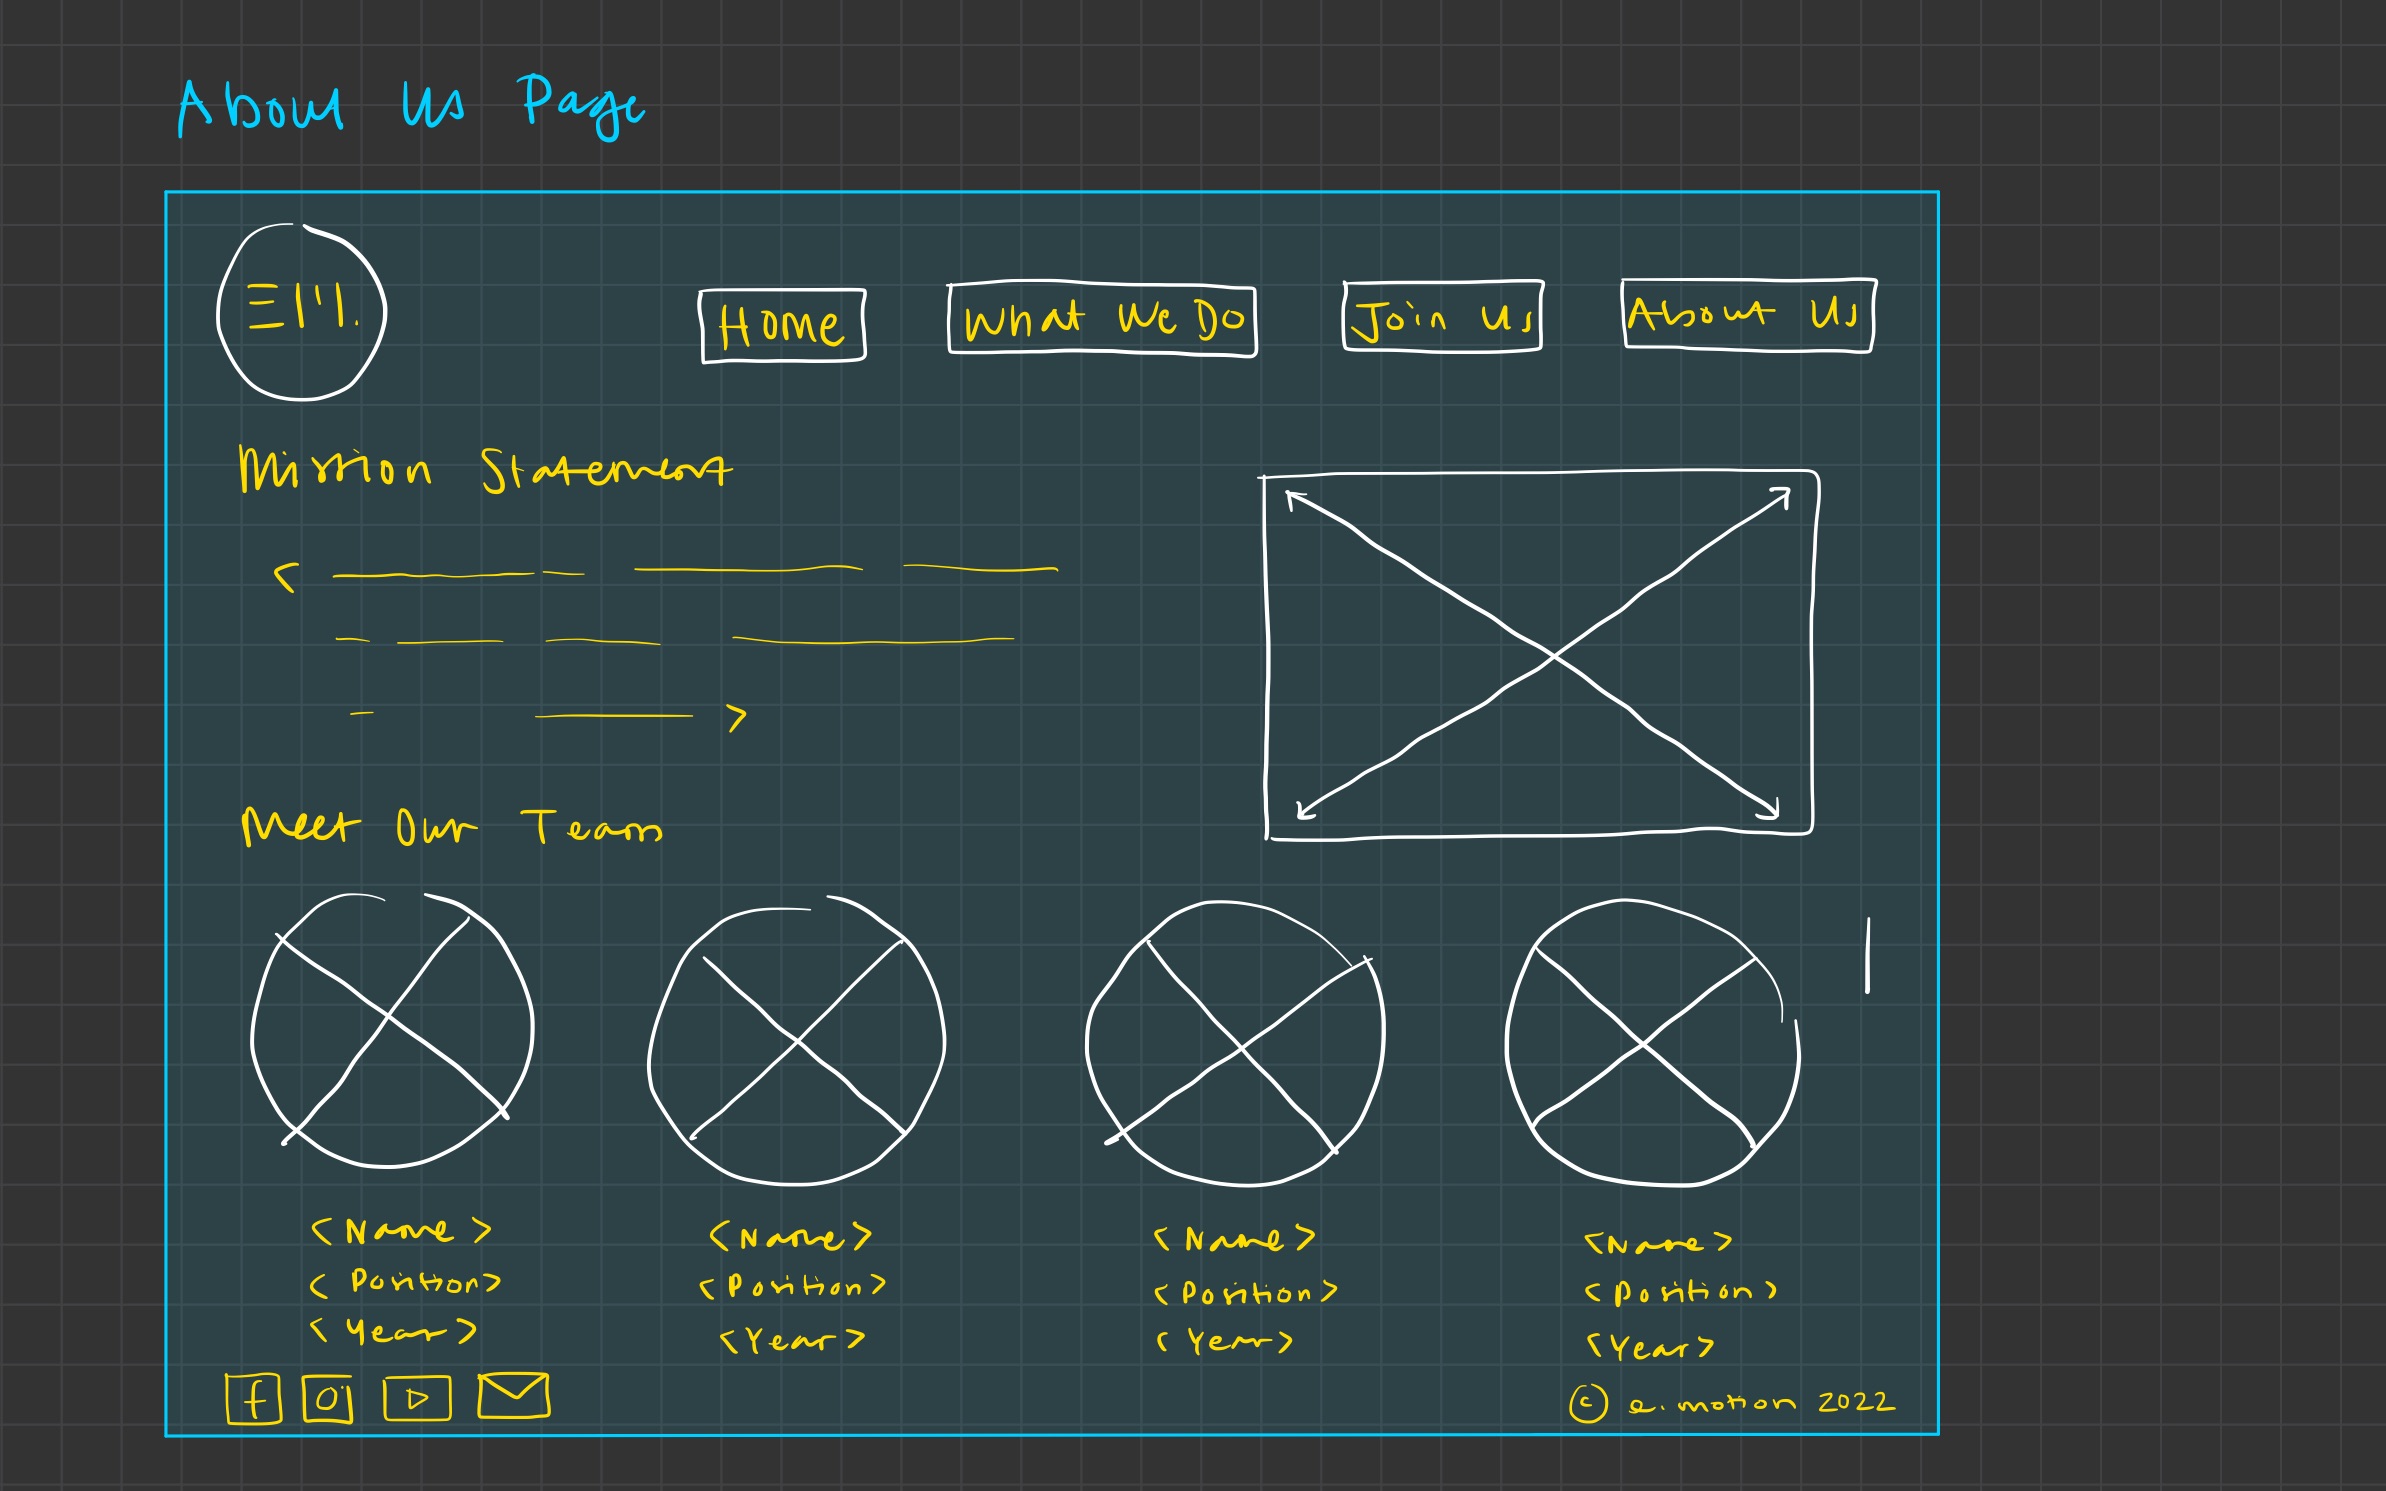 About Us Page
Home
What We Do
Join Us
About Us
Mission Statement
Meet Our Team
<Name>
<Name>
<Name>
<Name>
<Position>
<Position>
<Position>
<Position>
<Year>
<Year>
<Year>
<Year>
© e.motion 2022